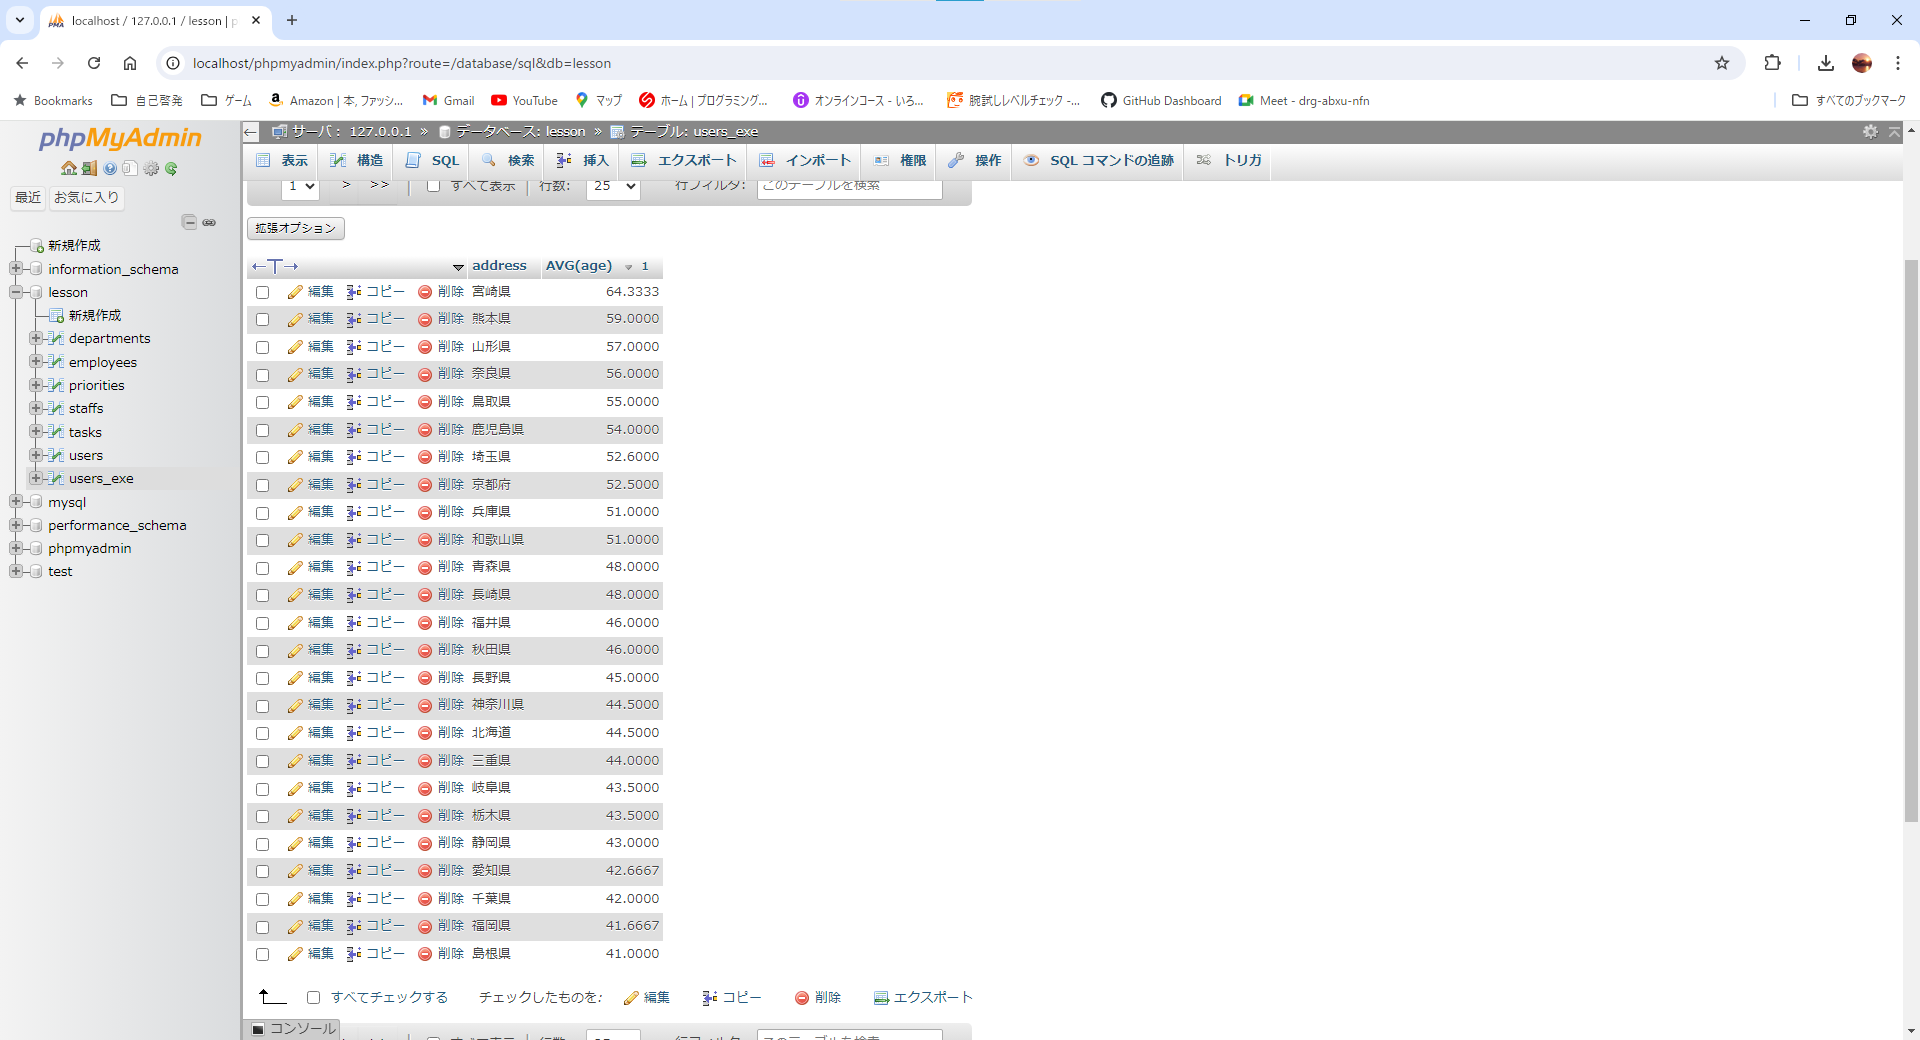 localhost / 127.0.0.1 / lesson | p
localhost/phpmyadmin/index.php?route=/database/sql&db=lesson
Bookmarks 自己啓発 ゲーム Amazon | 本, ファッシ... Gmail YouTube マップ ホーム | プログラミング... オンラインコース - いろ... 腕試しレベルチェック -... GitHub Dashboard Meet - drg-abxu-nfn すべてのブックマーク
phpMyAdmin
最近 お気に入り
新規作成
information_schema
lesson
新規作成
departments
employees
priorities
staffs
tasks
users
users_exe
mysql
performance_schema
phpmyadmin
test
サーバ: 127.0.0.1 » データベース: lesson » テーブル: users_exe
表示 構造 SQL 検索 挿入 エクスポート インポート 権限 操作 SQL コマンドの追跡 トリガ
1 > >> すべて表示 行数: 25 行フィルタ: このテーブルを検索
拡張オプション
←T→ address AVG(age) 1
編集 コピー 削除 宮崎県 64.3333
編集 コピー 削除 熊本県 59.0000
編集 コピー 削除 山形県 57.0000
編集 コピー 削除 奈良県 56.0000
編集 コピー 削除 鳥取県 55.0000
編集 コピー 削除 鹿児島県 54.0000
編集 コピー 削除 埼玉県 52.6000
編集 コピー 削除 京都府 52.5000
編集 コピー 削除 兵庫県 51.0000
編集 コピー 削除 和歌山県 51.0000
編集 コピー 削除 青森県 48.0000
編集 コピー 削除 長崎県 48.0000
編集 コピー 削除 福井県 46.0000
編集 コピー 削除 秋田県 46.0000
編集 コピー 削除 長野県 45.0000
編集 コピー 削除 神奈川県 44.5000
編集 コピー 削除 北海道 44.5000
編集 コピー 削除 三重県 44.0000
編集 コピー 削除 岐阜県 43.5000
編集 コピー 削除 栃木県 43.5000
編集 コピー 削除 静岡県 43.0000
編集 コピー 削除 愛知県 42.6667
編集 コピー 削除 千葉県 42.0000
編集 コピー 削除 福岡県 41.6667
編集 コピー 削除 島根県 41.0000
すべてチェックする チェックしたものを: 編集 コピー 削除 エクスポート
コンソール